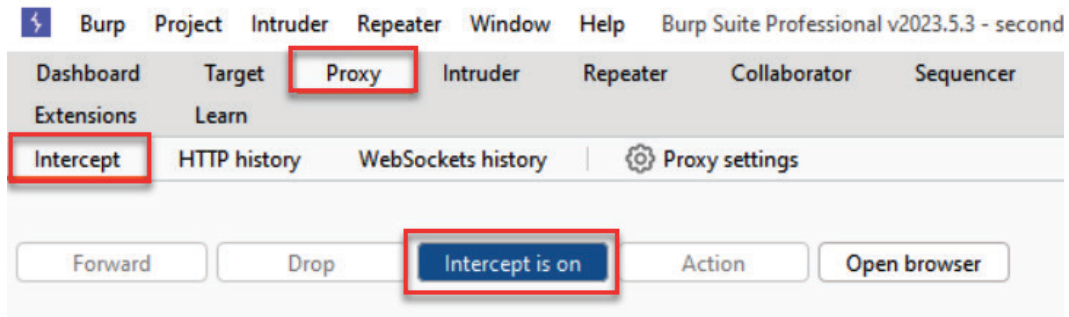 Burp Project Intruder Repeater Window Help Burp Suite Professional v2023.5.3 - second
Dashboard Target Proxy Intruder Repeater Collaborator Sequencer
Extensions Learn
Intercept HTTP history WebSockets history Proxy settings
Forward Drop Intercept is on Action Open browser